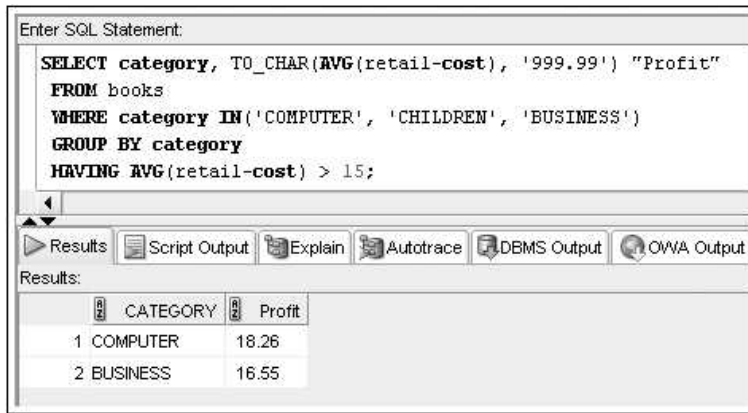 Enter SQL Statement:
SELECT category, TO_CHAR(AVG(retail-cost), '999.99') "Profit"
FROM books
WHERE category IN('COMPUTER', 'CHILDREN', 'BUSINESS')
GROUP BY category
HAVING AVG(retail-cost) > 15;
Results Script Output Explain Autotrace DBMS Output OWA Output
Results:
CATEGORY Profit
1 COMPUTER 18.26
2 BUSINESS 16.55